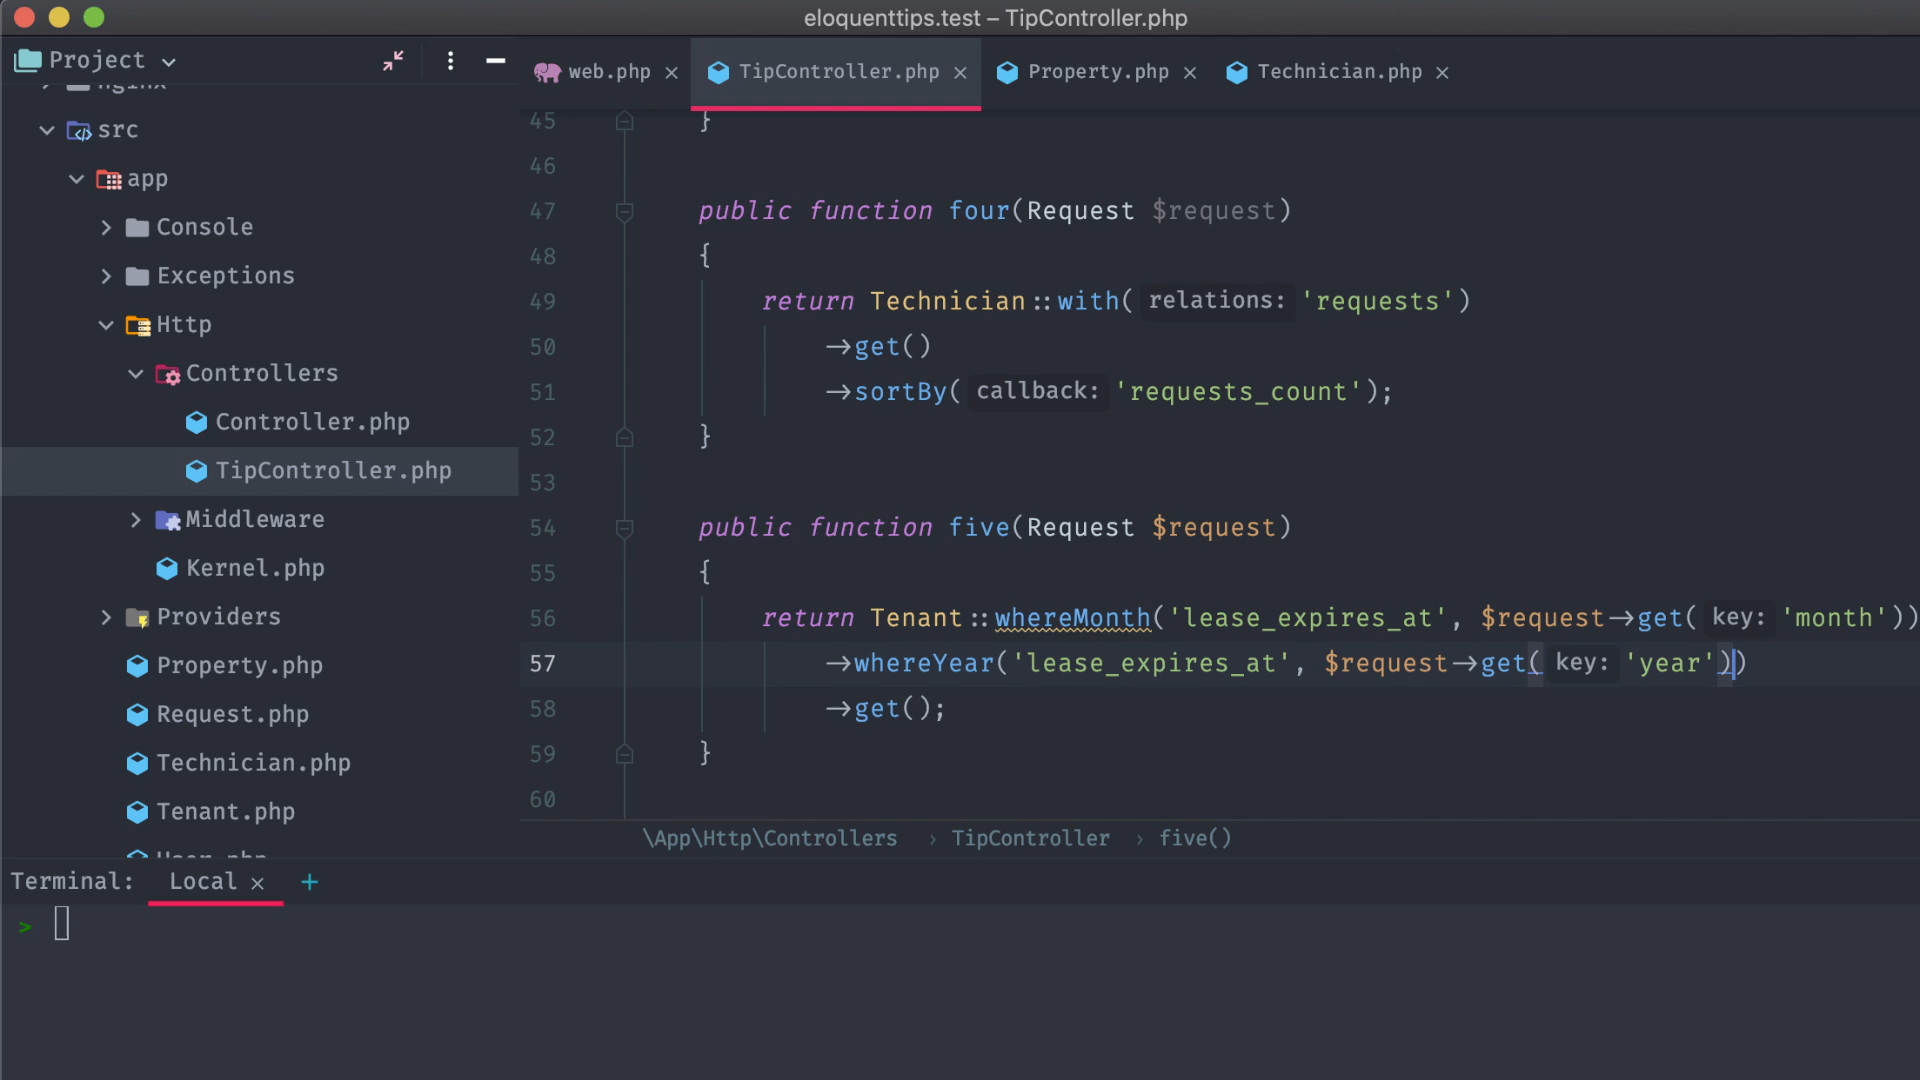 eloquenttips.test – TipController.php
Project
web.php
TipController.php
Property.php
Technician.php
nginx
src
app
Console
Exceptions
Http
Controllers
Controller.php
TipController.php
Middleware
Kernel.php
Providers
Property.php
Request.php
Technician.php
Tenant.php
User.php
45 }
46
47 public function four(Request $request)
48 {
49 return Technician::with( relations: 'requests')
50 ->get()
51 ->sortBy( callback: 'requests_count');
52 }
53
54 public function five(Request $request)
55 {
56 return Tenant::whereMonth('lease_expires_at', $request->get( key: 'month'))
57 ->whereYear('lease_expires_at', $request->get( key: 'year'))
58 ->get();
59 }
60
\App\Http\Controllers › TipController › five()
Terminal: Local +
>